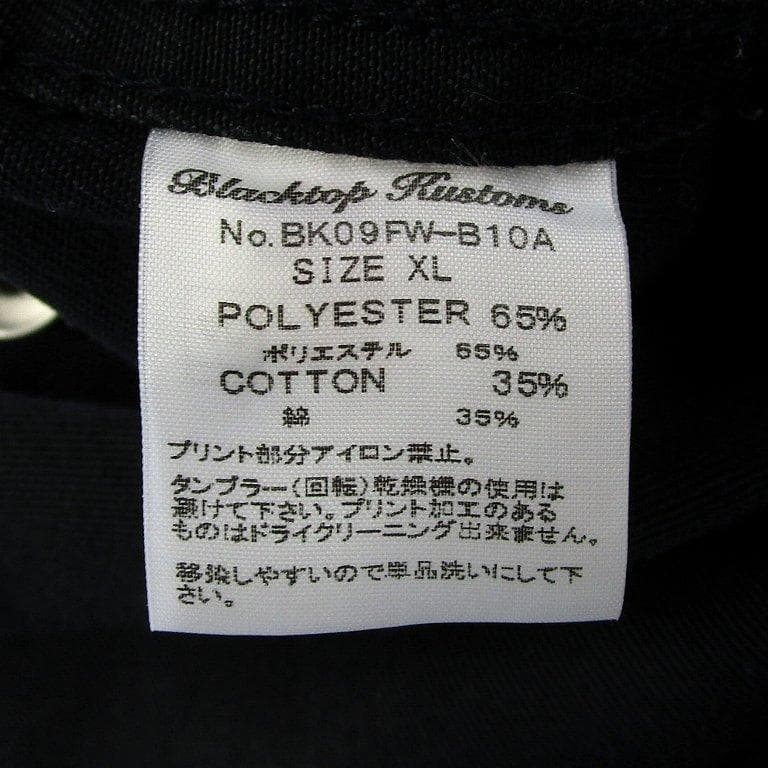 Blacktop Kustoms
No.BK09FW-B10A
SIZE XL
POLYESTER 65%
ポリエステル 65%
COTTON 35%
綿 35%
プリント部分アイロン禁止。
タンブラー(回転)乾燥機の使用は
避けて下さい。プリント加工のある
ものはドライクリーニング出来ません。
移染しやすいので単品洗いにして下
さい。